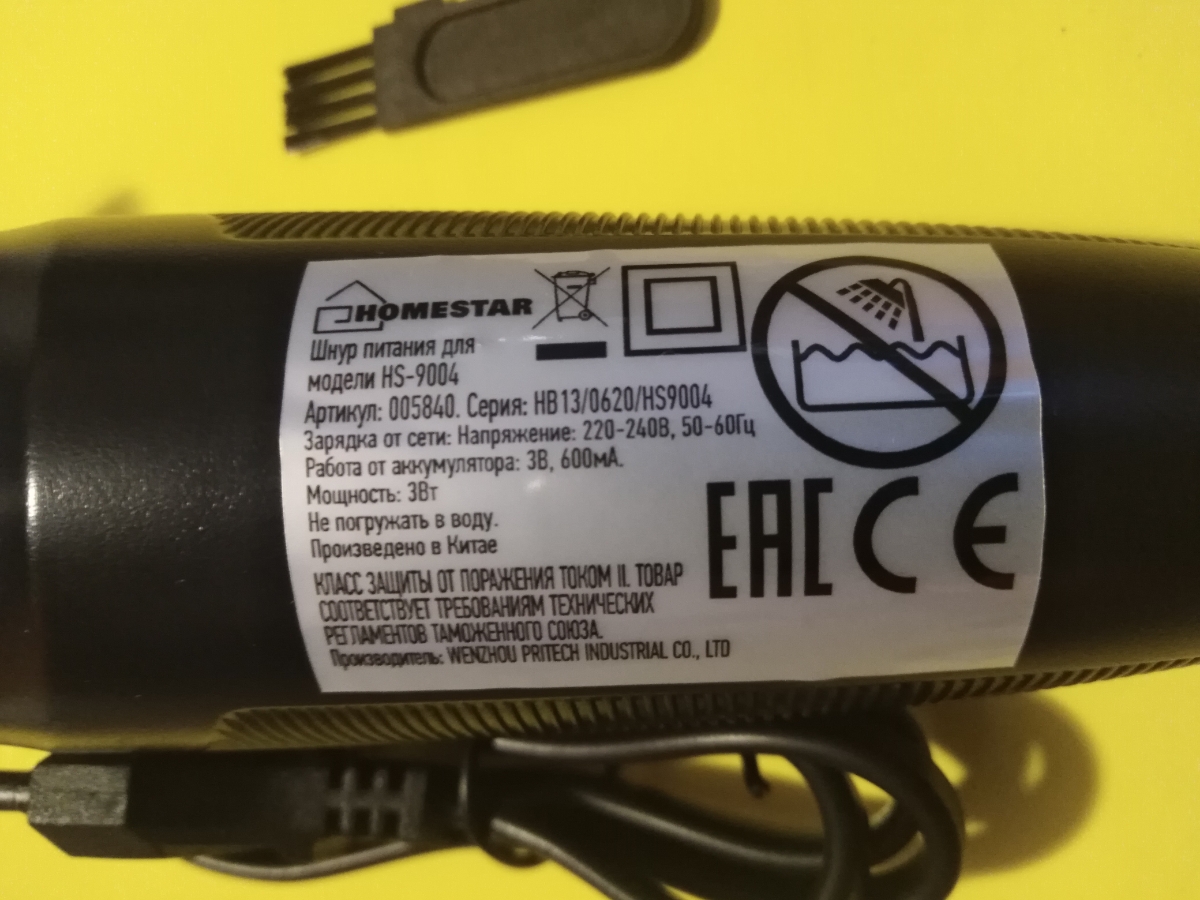 HOMESTAR
Шнур питания для
модели HS-9004
Артикул: 005840. Серия: HB13/0620/HS9004
Зарядка от сети: Напряжение: 220-240В, 50-60Гц
Работа от аккумулятора: 3В, 600мА.
Мощность: 3Вт
Не погружать в воду.
Произведено в Китае
КЛАСС ЗАЩИТЫ ОТ ПОРАЖЕНИЯ ТОКОМ II. ТОВАР
СООТВЕТСТВУЕТ ТРЕБОВАНИЯМ ТЕХНИЧЕСКИХ
РЕГЛАМЕНТОВ ТАМОЖЕННОГО СОЮЗА.
Производитель: WENZHOU PRITECH INDUSTRIAL CO., LTD
EAC CE